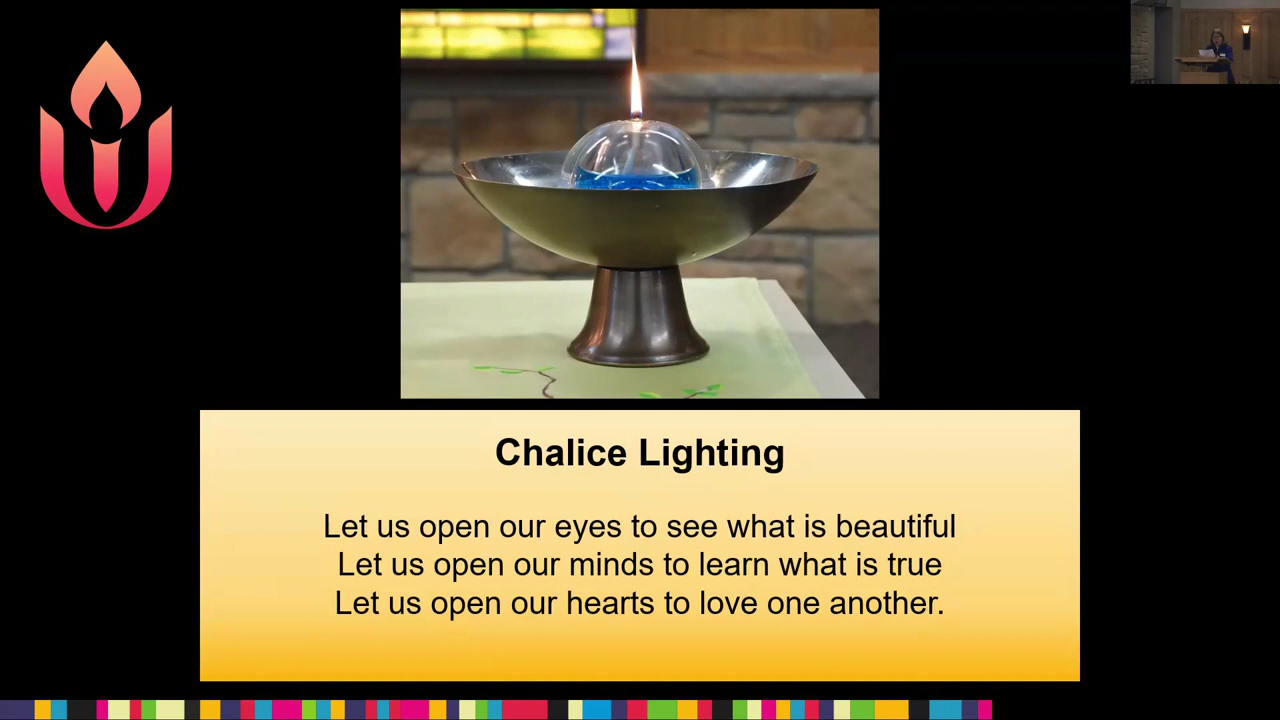 Chalice Lighting
Let us open our eyes to see what is beautiful
Let us open our minds to learn what is true
Let us open our hearts to love one another.